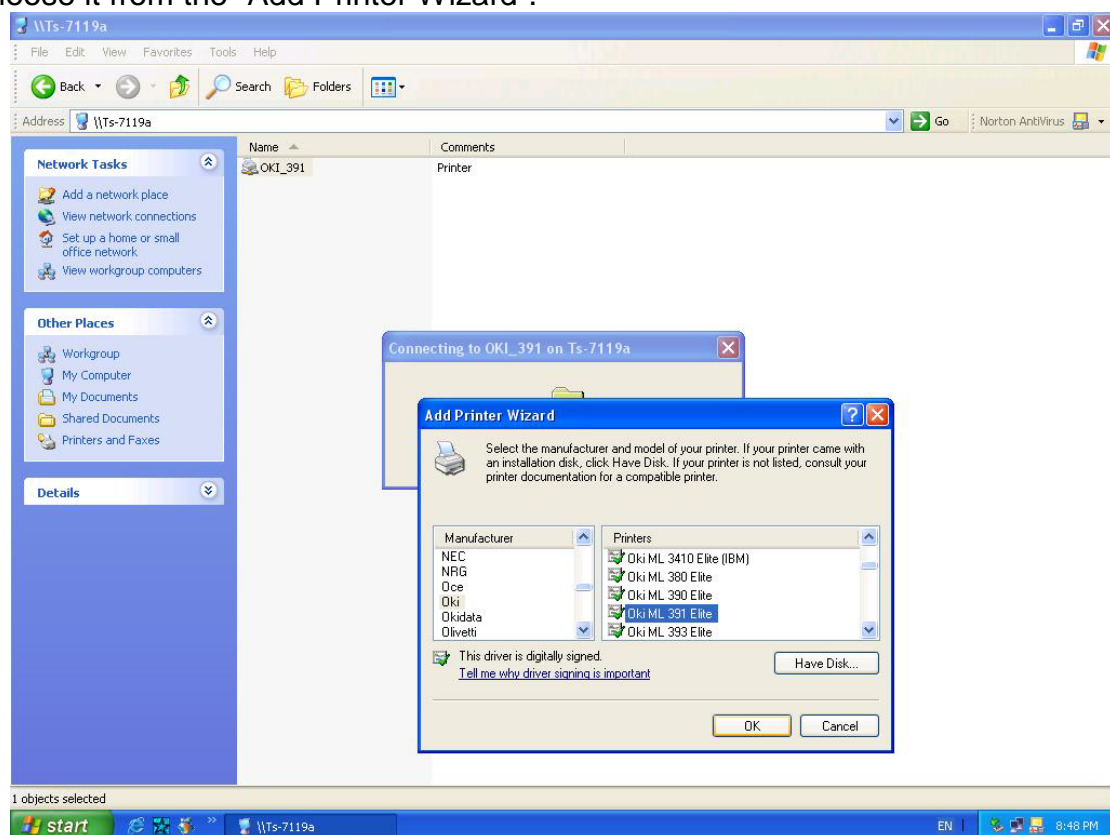 oose it from the "Add Printer Wizard".
\\Ts-7119a
File Edit View Favorites Tools Help
Back Search Folders
Address \\Ts-7119a Go Norton AntiVirus
Name Comments
OKI_391 Printer
Network Tasks
Add a network place
View network connections
Set up a home or small
office network
View workgroup computers
Other Places
Workgroup
My Computer
My Documents
Shared Documents
Printers and Faxes
Details
Connecting to OKI_391 on Ts-7119a
Add Printer Wizard
Select the manufacturer and model of your printer. If your printer came with
an installation disk, click Have Disk. If your printer is not listed, consult your
printer documentation for a compatible printer.
Manufacturer
NEC
NRG
Oce
Oki
Okidata
Olivetti
Printers
Oki ML 3410 Elite (IBM)
Oki ML 380 Elite
Oki ML 390 Elite
Oki ML 391 Elite
Oki ML 393 Elite
This driver is digitally signed.
Tell me why driver signing is important
Have Disk...
OK Cancel
1 objects selected
start \\Ts-7119a EN 8:48 PM